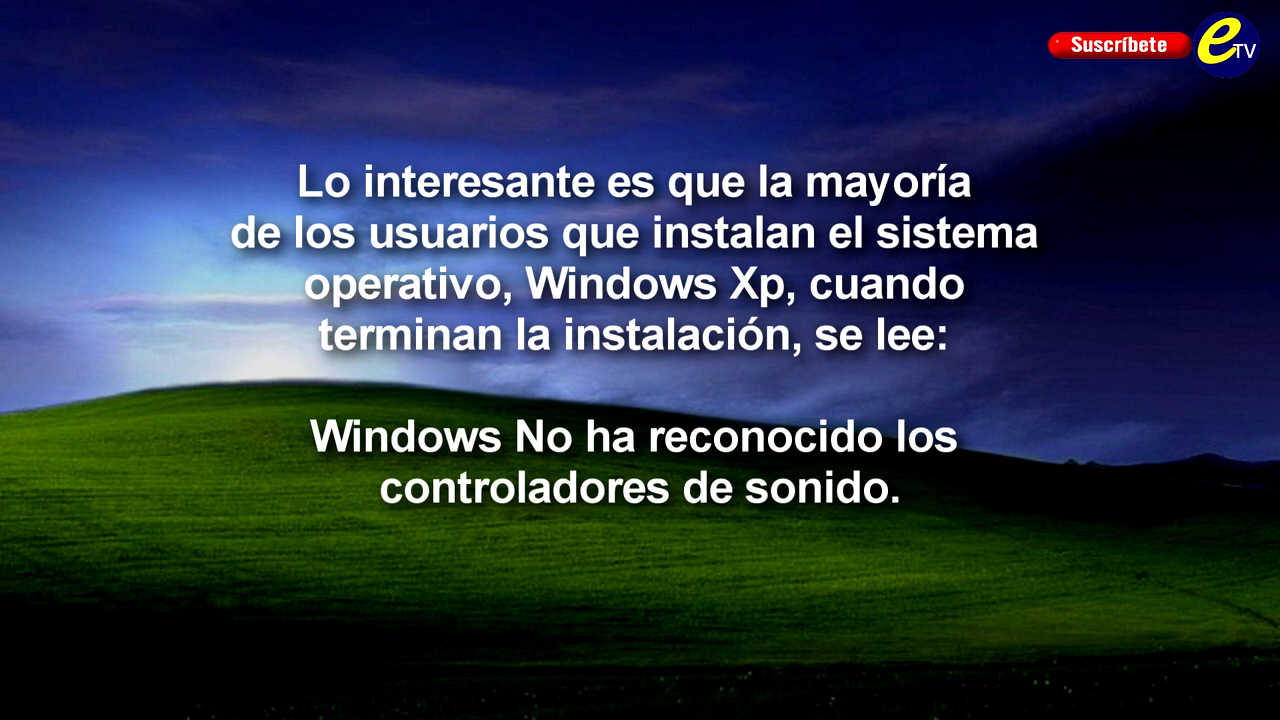 Suscríbete
e TV
Lo interesante es que la mayoría
de los usuarios que instalan el sistema
operativo, Windows Xp, cuando
terminan la instalación, se lee:
Windows No ha reconocido los
controladores de sonido.